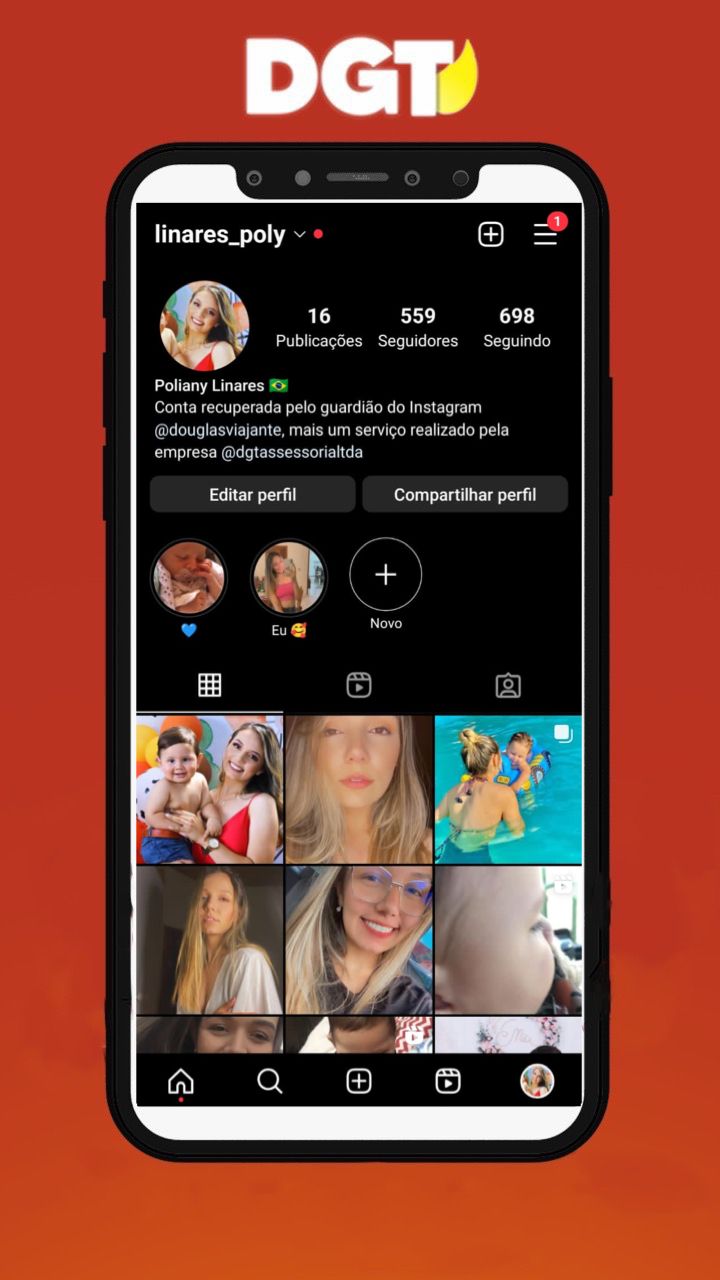 DGT
linares_poly
1
16
559
698
Publicações
Seguidores
Seguindo
Poliany Linares 🇧🇷
Conta recuperada pelo guardião do Instagram
@douglasviajante, mais um serviço realizado pela
empresa @dgtassessorialtda
Editar perfil
Compartilhar perfil
💙
Eu 🥰
Novo